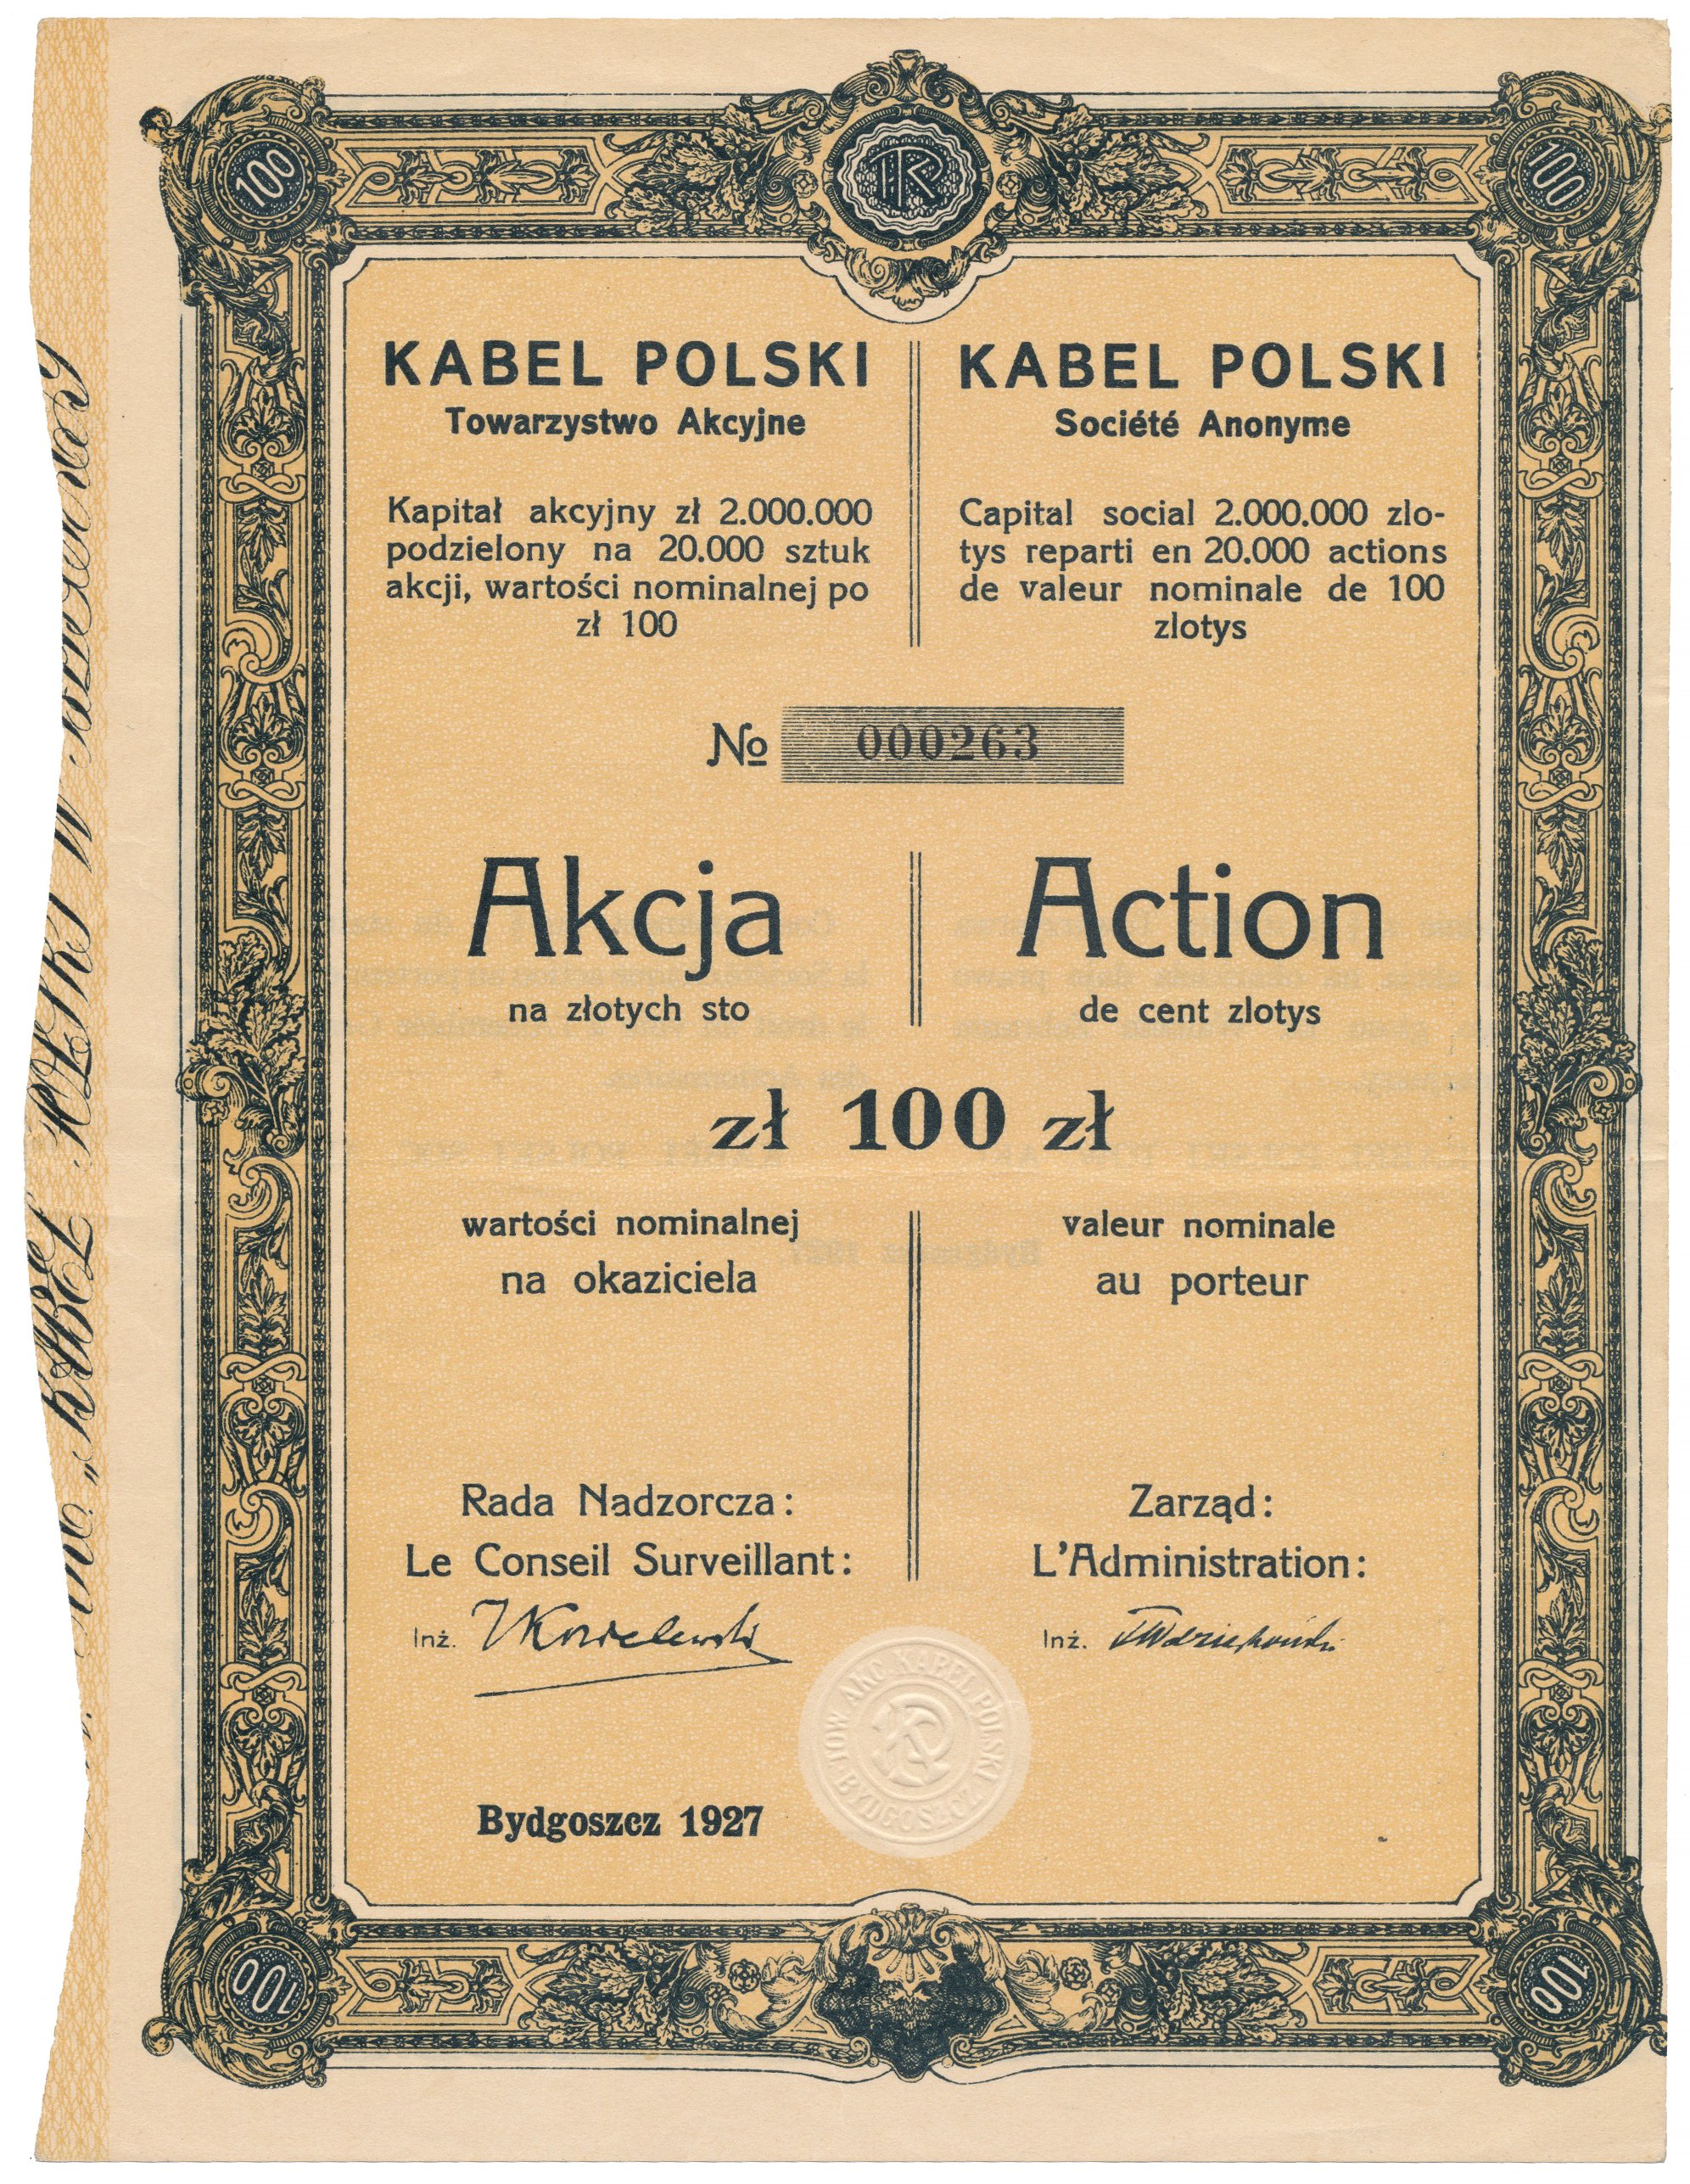 100
100
KABEL POLSKI
Towarzystwo Akcyjne
Kapitał akcyjny zł 2.000.000
podzielony na 20.000 sztuk
akcji, wartości nominalnej po
zł 100
KABEL POLSKI
Société Anonyme
Capital social 2.000.000 zlo-
tys reparti en 20.000 actions
de valeur nominale de 100
zlotys
№ 000263
Akcja
na złotych sto
Action
de cent zlotys
zł 100 zł
wartości nominalnej
na okaziciela
valeur nominale
au porteur
Rada Nadzorcza:
Le Conseil Surveillant:
Inż.
Zarząd:
L'Administration:
Inż.
TOW. AKC. KABEL POLSKI
BYDGOSZCZ
Bydgoszcz 1927
100
100
"KABEL POLSKI" W